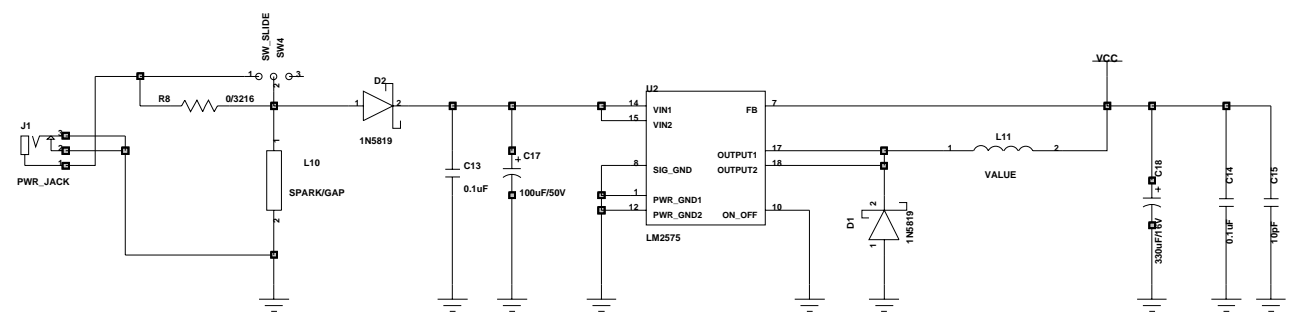 SW_SLIDE
SW4
1
3
2
R8
0/3216
J1
3
2
1
PWR_JACK
1
L10
SPARK/GAP
2
D2
1
2
1N5819
C13
0.1uF
+
C17
100uF/50V
U2
14
VIN1
15
VIN2
8
SIG_GND
1
PWR_GND1
12
PWR_GND2
LM2575
FB
7
OUTPUT1
17
OUTPUT2
18
ON_OFF
10
D1
2
1
1N5819
L11
1
2
VALUE
VCC
+
C18
330uF/16V
C14
0.1uF
C15
10pF